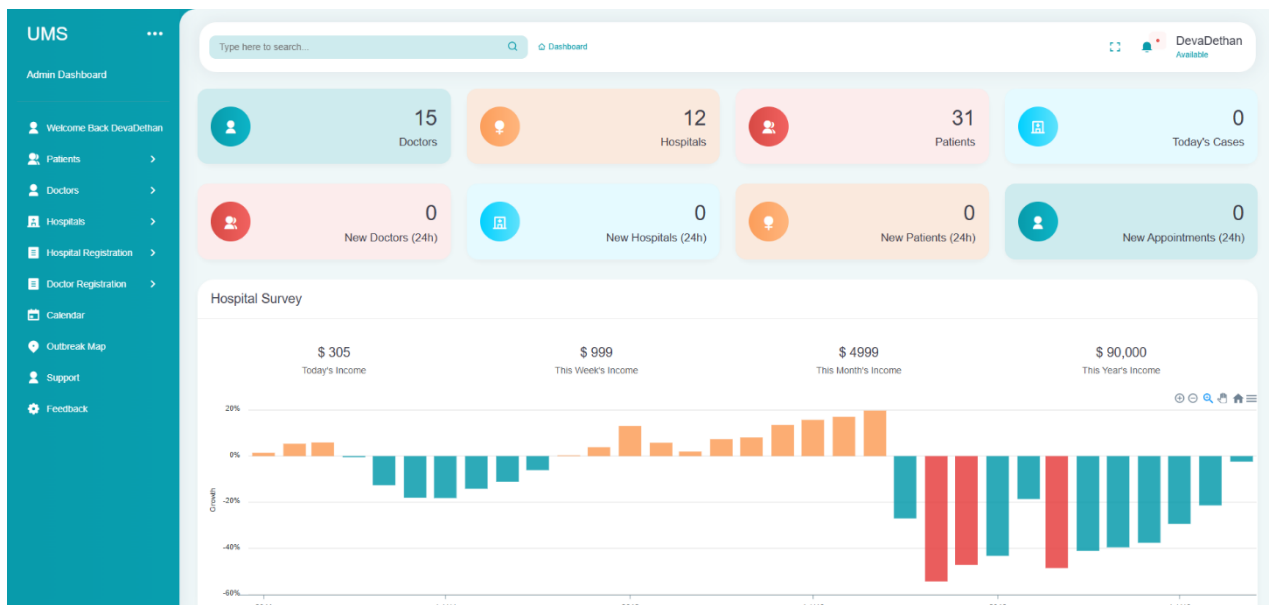 UMS
Admin Dashboard
Welcome Back DevaDethan
Patients
Doctors
Hospitals
Hospital Registration
Doctor Registration
Calendar
Outbreak Map
Support
Feedback
Type here to search...
Dashboard
DevaDethan
Available
15
Doctors
12
Hospitals
31
Patients
0
Today's Cases
0
New Doctors (24h)
0
New Hospitals (24h)
0
New Patients (24h)
0
New Appointments (24h)
Hospital Survey
$ 305
Today's Income
$ 999
This Week's Income
$ 4999
This Month's Income
$ 90,000
This Year's Income
20%
0%
-20%
-40%
-60%
Growth